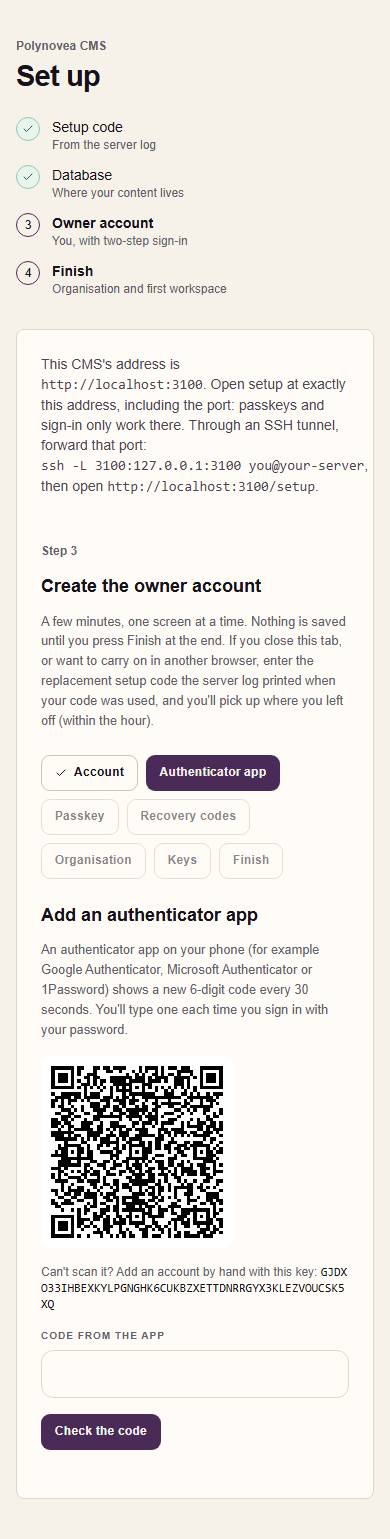 Polynovea CMS
Set up
Setup code
From the server log
Database
Where your content lives
3 Owner account
You, with two-step sign-in
4 Finish
Organisation and first workspace
This CMS's address is
http://localhost:3100. Open setup at exactly
this address, including the port: passkeys and
sign-in only work there. Through an SSH tunnel,
forward that port:
ssh -L 3100:127.0.0.1:3100 you@your-server,
then open http://localhost:3100/setup.
Step 3
Create the owner account
A few minutes, one screen at a time. Nothing is saved
until you press Finish at the end. If you close this tab,
or want to carry on in another browser, enter the
replacement setup code the server log printed when
your code was used, and you'll pick up where you left
off (within the hour).
Account
Authenticator app
Passkey
Recovery codes
Organisation
Keys
Finish
Add an authenticator app
An authenticator app on your phone (for example
Google Authenticator, Microsoft Authenticator or
1Password) shows a new 6-digit code every 30
seconds. You'll type one each time you sign in with
your password.
Can't scan it? Add an account by hand with this key: GJDX
O33IHBEXKYLPGNGHK6CUKBZXETTDNRRGYX3KLEZVOUCSK5
XQ
CODE FROM THE APP
Check the code